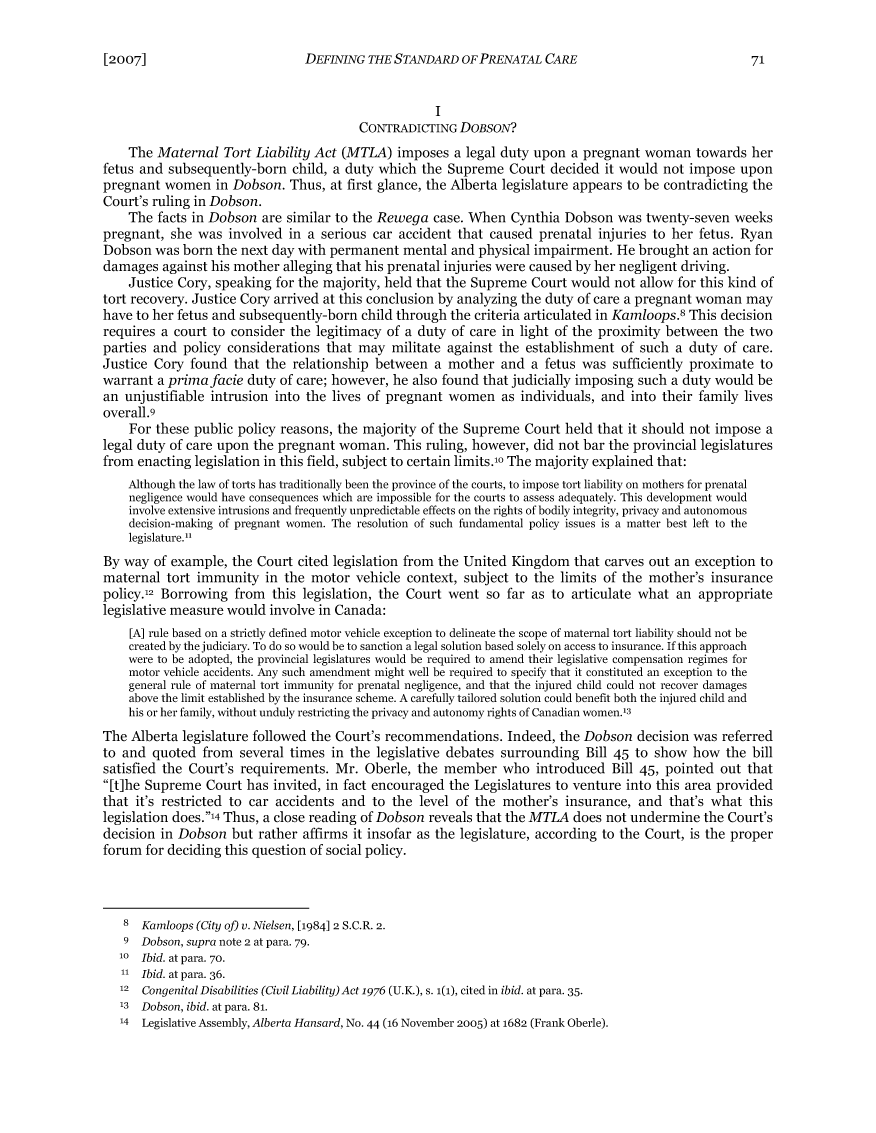 [2007] DEFINING THE STANDARD OF PRENATAL CARE 71
I
CONTRADICTING DOBSON?
The Maternal Tort Liability Act (MTLA) imposes a legal duty upon a pregnant woman towards her
fetus and subsequently-born child, a duty which the Supreme Court decided it would not impose upon
pregnant women in Dobson. Thus, at first glance, the Alberta legislature appears to be contradicting the
Court’s ruling in Dobson.
The facts in Dobson are similar to the Rewega case. When Cynthia Dobson was twenty-seven weeks
pregnant, she was involved in a serious car accident that caused prenatal injuries to her fetus. Ryan
Dobson was born the next day with permanent mental and physical impairment. He brought an action for
damages against his mother alleging that his prenatal injuries were caused by her negligent driving.
Justice Cory, speaking for the majority, held that the Supreme Court would not allow for this kind of
tort recovery. Justice Cory arrived at this conclusion by analyzing the duty of care a pregnant woman may
have to her fetus and subsequently-born child through the criteria articulated in Kamloops.8 This decision
requires a court to consider the legitimacy of a duty of care in light of the proximity between the two
parties and policy considerations that may militate against the establishment of such a duty of care.
Justice Cory found that the relationship between a mother and a fetus was sufficiently proximate to
warrant a prima facie duty of care; however, he also found that judicially imposing such a duty would be
an unjustifiable intrusion into the lives of pregnant women as individuals, and into their family lives
overall.9
For these public policy reasons, the majority of the Supreme Court held that it should not impose a
legal duty of care upon the pregnant woman. This ruling, however, did not bar the provincial legislatures
from enacting legislation in this field, subject to certain limits.10 The majority explained that:
Although the law of torts has traditionally been the province of the courts, to impose tort liability on mothers for prenatal
negligence would have consequences which are impossible for the courts to assess adequately. This development would
involve extensive intrusions and frequently unpredictable effects on the rights of bodily integrity, privacy and autonomous
decision-making of pregnant women. The resolution of such fundamental policy issues is a matter best left to the
legislature.11
By way of example, the Court cited legislation from the United Kingdom that carves out an exception to
maternal tort immunity in the motor vehicle context, subject to the limits of the mother’s insurance
policy.12 Borrowing from this legislation, the Court went so far as to articulate what an appropriate
legislative measure would involve in Canada:
[A] rule based on a strictly defined motor vehicle exception to delineate the scope of maternal tort liability should not be
created by the judiciary. To do so would be to sanction a legal solution based solely on access to insurance. If this approach
were to be adopted, the provincial legislatures would be required to amend their legislative compensation regimes for
motor vehicle accidents. Any such amendment might well be required to specify that it constituted an exception to the
general rule of maternal tort immunity for prenatal negligence, and that the injured child could not recover damages
above the limit established by the insurance scheme. A carefully tailored solution could benefit both the injured child and
his or her family, without unduly restricting the privacy and autonomy rights of Canadian women.13
The Alberta legislature followed the Court’s recommendations. Indeed, the Dobson decision was referred
to and quoted from several times in the legislative debates surrounding Bill 45 to show how the bill
satisfied the Court’s requirements. Mr. Oberle, the member who introduced Bill 45, pointed out that
“[t]he Supreme Court has invited, in fact encouraged the Legislatures to venture into this area provided
that it’s restricted to car accidents and to the level of the mother’s insurance, and that’s what this
legislation does.”14 Thus, a close reading of Dobson reveals that the MTLA does not undermine the Court’s
decision in Dobson but rather affirms it insofar as the legislature, according to the Court, is the proper
forum for deciding this question of social policy.
8 Kamloops (City of) v. Nielsen, [1984] 2 S.C.R. 2.
9 Dobson, supra note 2 at para. 79.
10 Ibid. at para. 70.
11 Ibid. at para. 36.
12 Congenital Disabilities (Civil Liability) Act 1976 (U.K.), s. 1(1), cited in ibid. at para. 35.
13 Dobson, ibid. at para. 81.
14 Legislative Assembly, Alberta Hansard, No. 44 (16 November 2005) at 1682 (Frank Oberle).